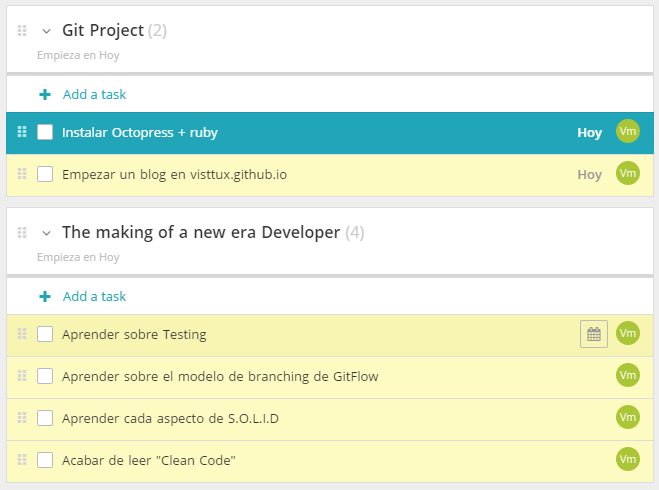 Git Project (2)
Empieza en Hoy
Add a task
Instalar Octopress + ruby Hoy Vm
Empezar un blog en visttux.github.io Hoy Vm
The making of a new era Developer (4)
Empieza en Hoy
Add a task
Aprender sobre Testing Vm
Aprender sobre el modelo de branching de GitFlow Vm
Aprender cada aspecto de S.O.L.I.D Vm
Acabar de leer "Clean Code" Vm